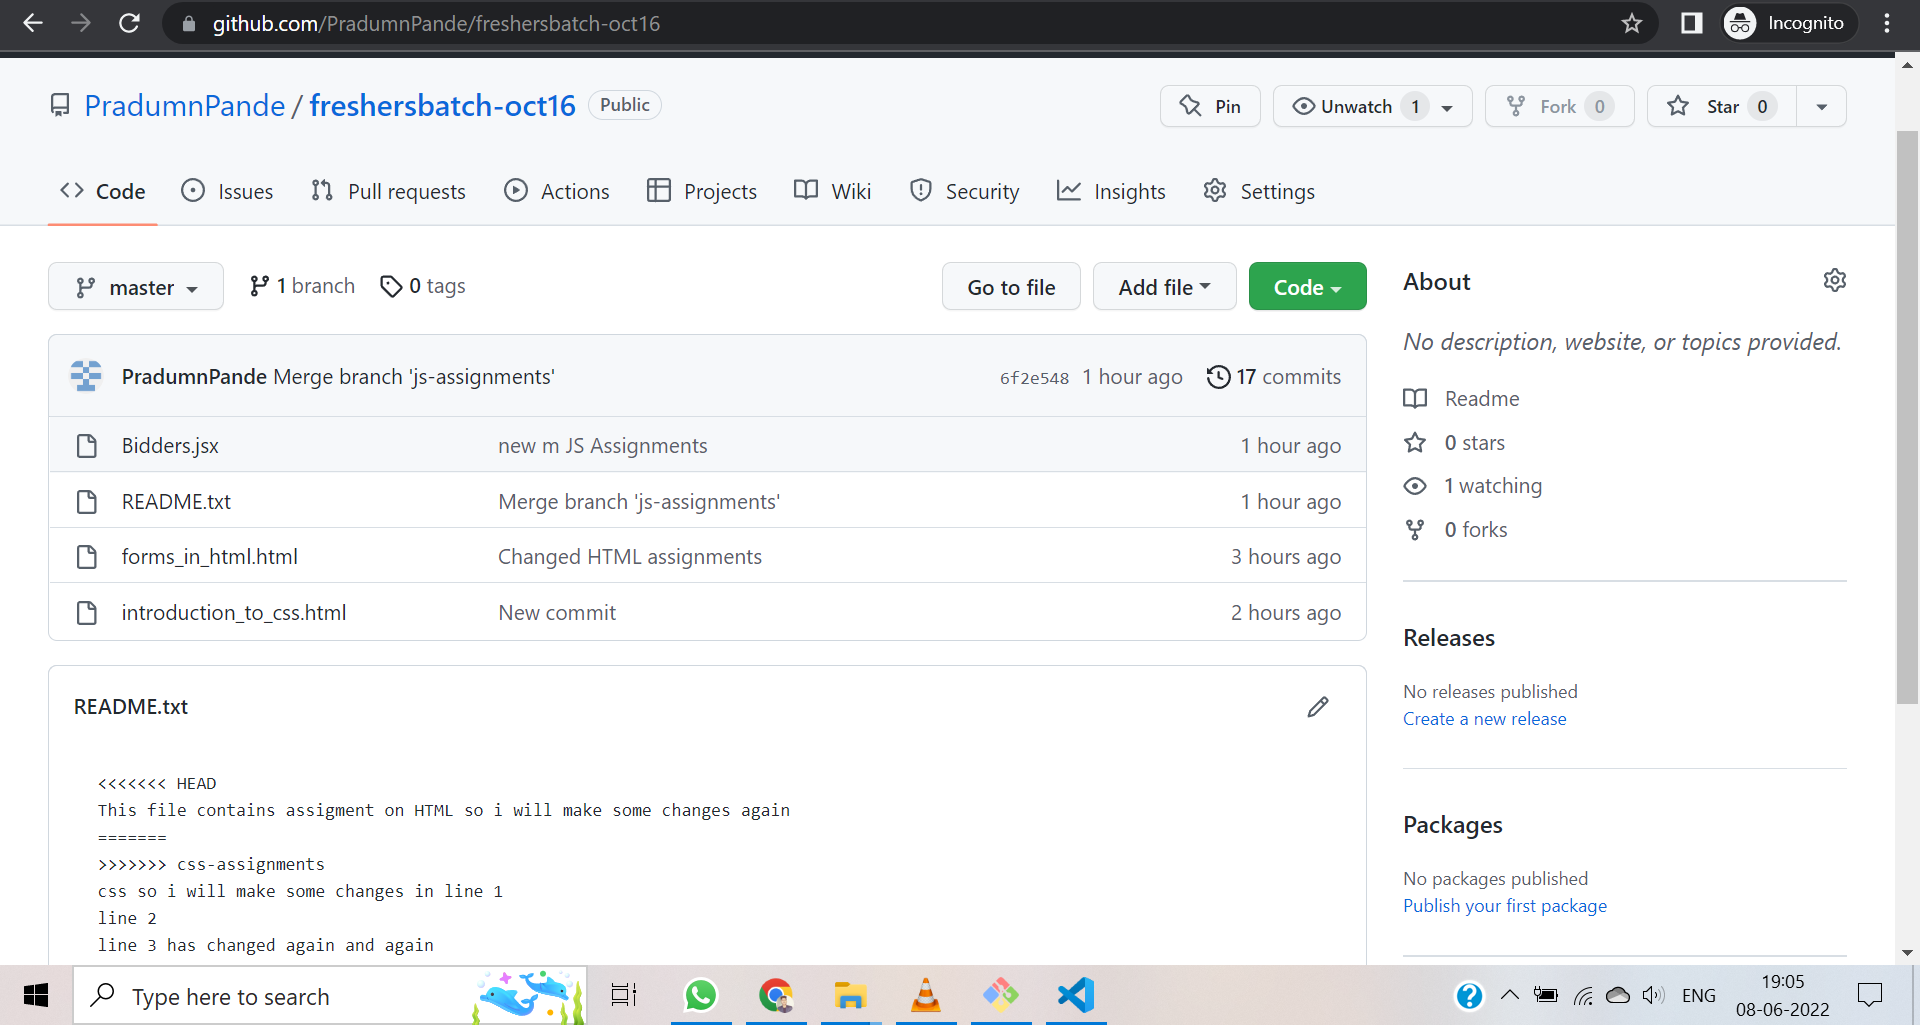 github.com/PradumnPande/freshersbatch-oct16
Incognito
PradumnPande / freshersbatch-oct16 Public
Pin Unwatch 1 Fork 0 Star 0
Code Issues Pull requests Actions Projects Wiki Security Insights Settings
master 1 branch 0 tags Go to file Add file Code
PradumnPande Merge branch 'js-assignments' 6f2e548 1 hour ago 17 commits
Bidders.jsx new m JS Assignments 1 hour ago
README.txt Merge branch 'js-assignments' 1 hour ago
forms_in_html.html Changed HTML assignments 3 hours ago
introduction_to_css.html New commit 2 hours ago
README.txt
<<<<<<< HEAD
This file contains assigment on HTML so i will make some changes again
=======
>>>>>>> css-assignments
css so i will make some changes in line 1
line 2
line 3 has changed again and again
About
No description, website, or topics provided.
Readme
0 stars
1 watching
0 forks
Releases
No releases published
Create a new release
Packages
No packages published
Publish your first package
Type here to search
ENG
19:05
08-06-2022